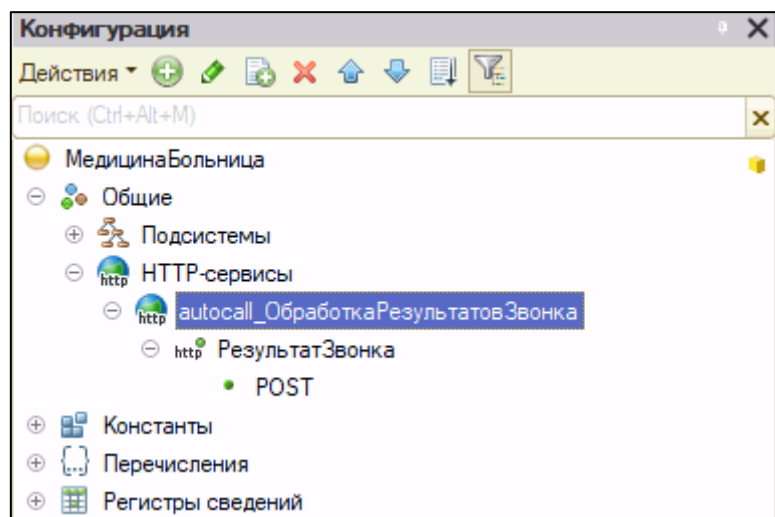 Конфигурация
Действия
Поиск (Ctrl+Alt+M)
МедицинаБольница
Общие
Подсистемы
http HTTP-сервисы
http autocall_ОбработкаРезультатовЗвонка
http РезультатЗвонка
POST
Константы
{...} Перечисления
Регистры сведений